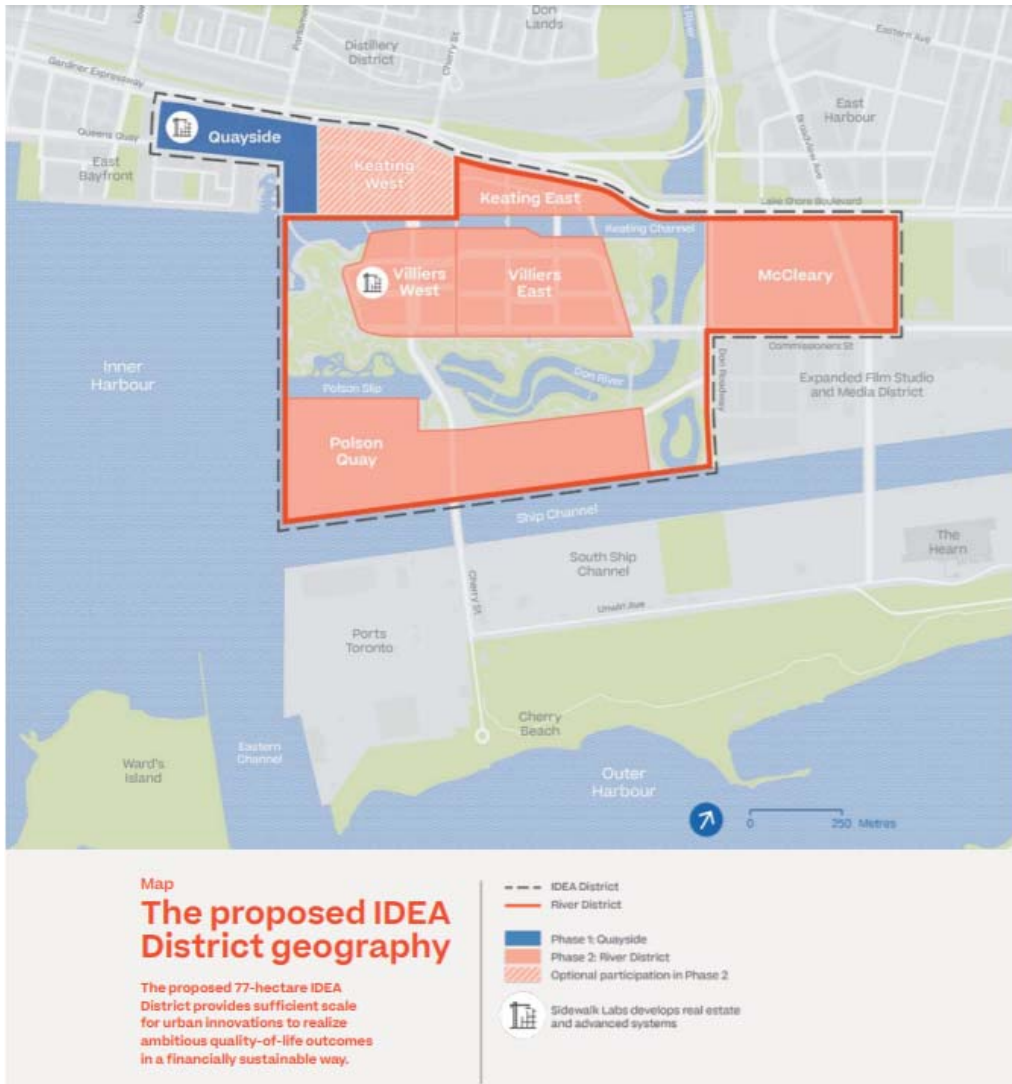 Don
Lands
Eastern Ave
Distillery
District
Cherry St
Gardiner Expressway
East
Harbour
Broadview Ave
Queens Quay
Quayside
East
Bayfront
Keating
West
Keating East
Lake Shore Boulevard
Keating Channel
Villiers
West
Villiers
East
McCleary
Inner
Harbour
Commissioners St
Don Roadway
Polson Slip
Don River
Expanded Film Studio
and Media District
Polson
Quay
Ship Channel
The
Hearn
South Ship
Channel
Cherry St
Unwin Ave
Ports
Toronto
Cherry
Beach
Eastern
Channel
Ward's
Island
Outer
Harbour
0 250 Metres
Map
The proposed IDEA
District geography
The proposed 77-hectare IDEA
District provides sufficient scale
for urban innovations to realize
ambitious quality-of-life outcomes
in a financially sustainable way.
IDEA District
River District
Phase 1: Quayside
Phase 2: River District
Optional participation in Phase 2
Sidewalk Labs develops real estate
and advanced systems